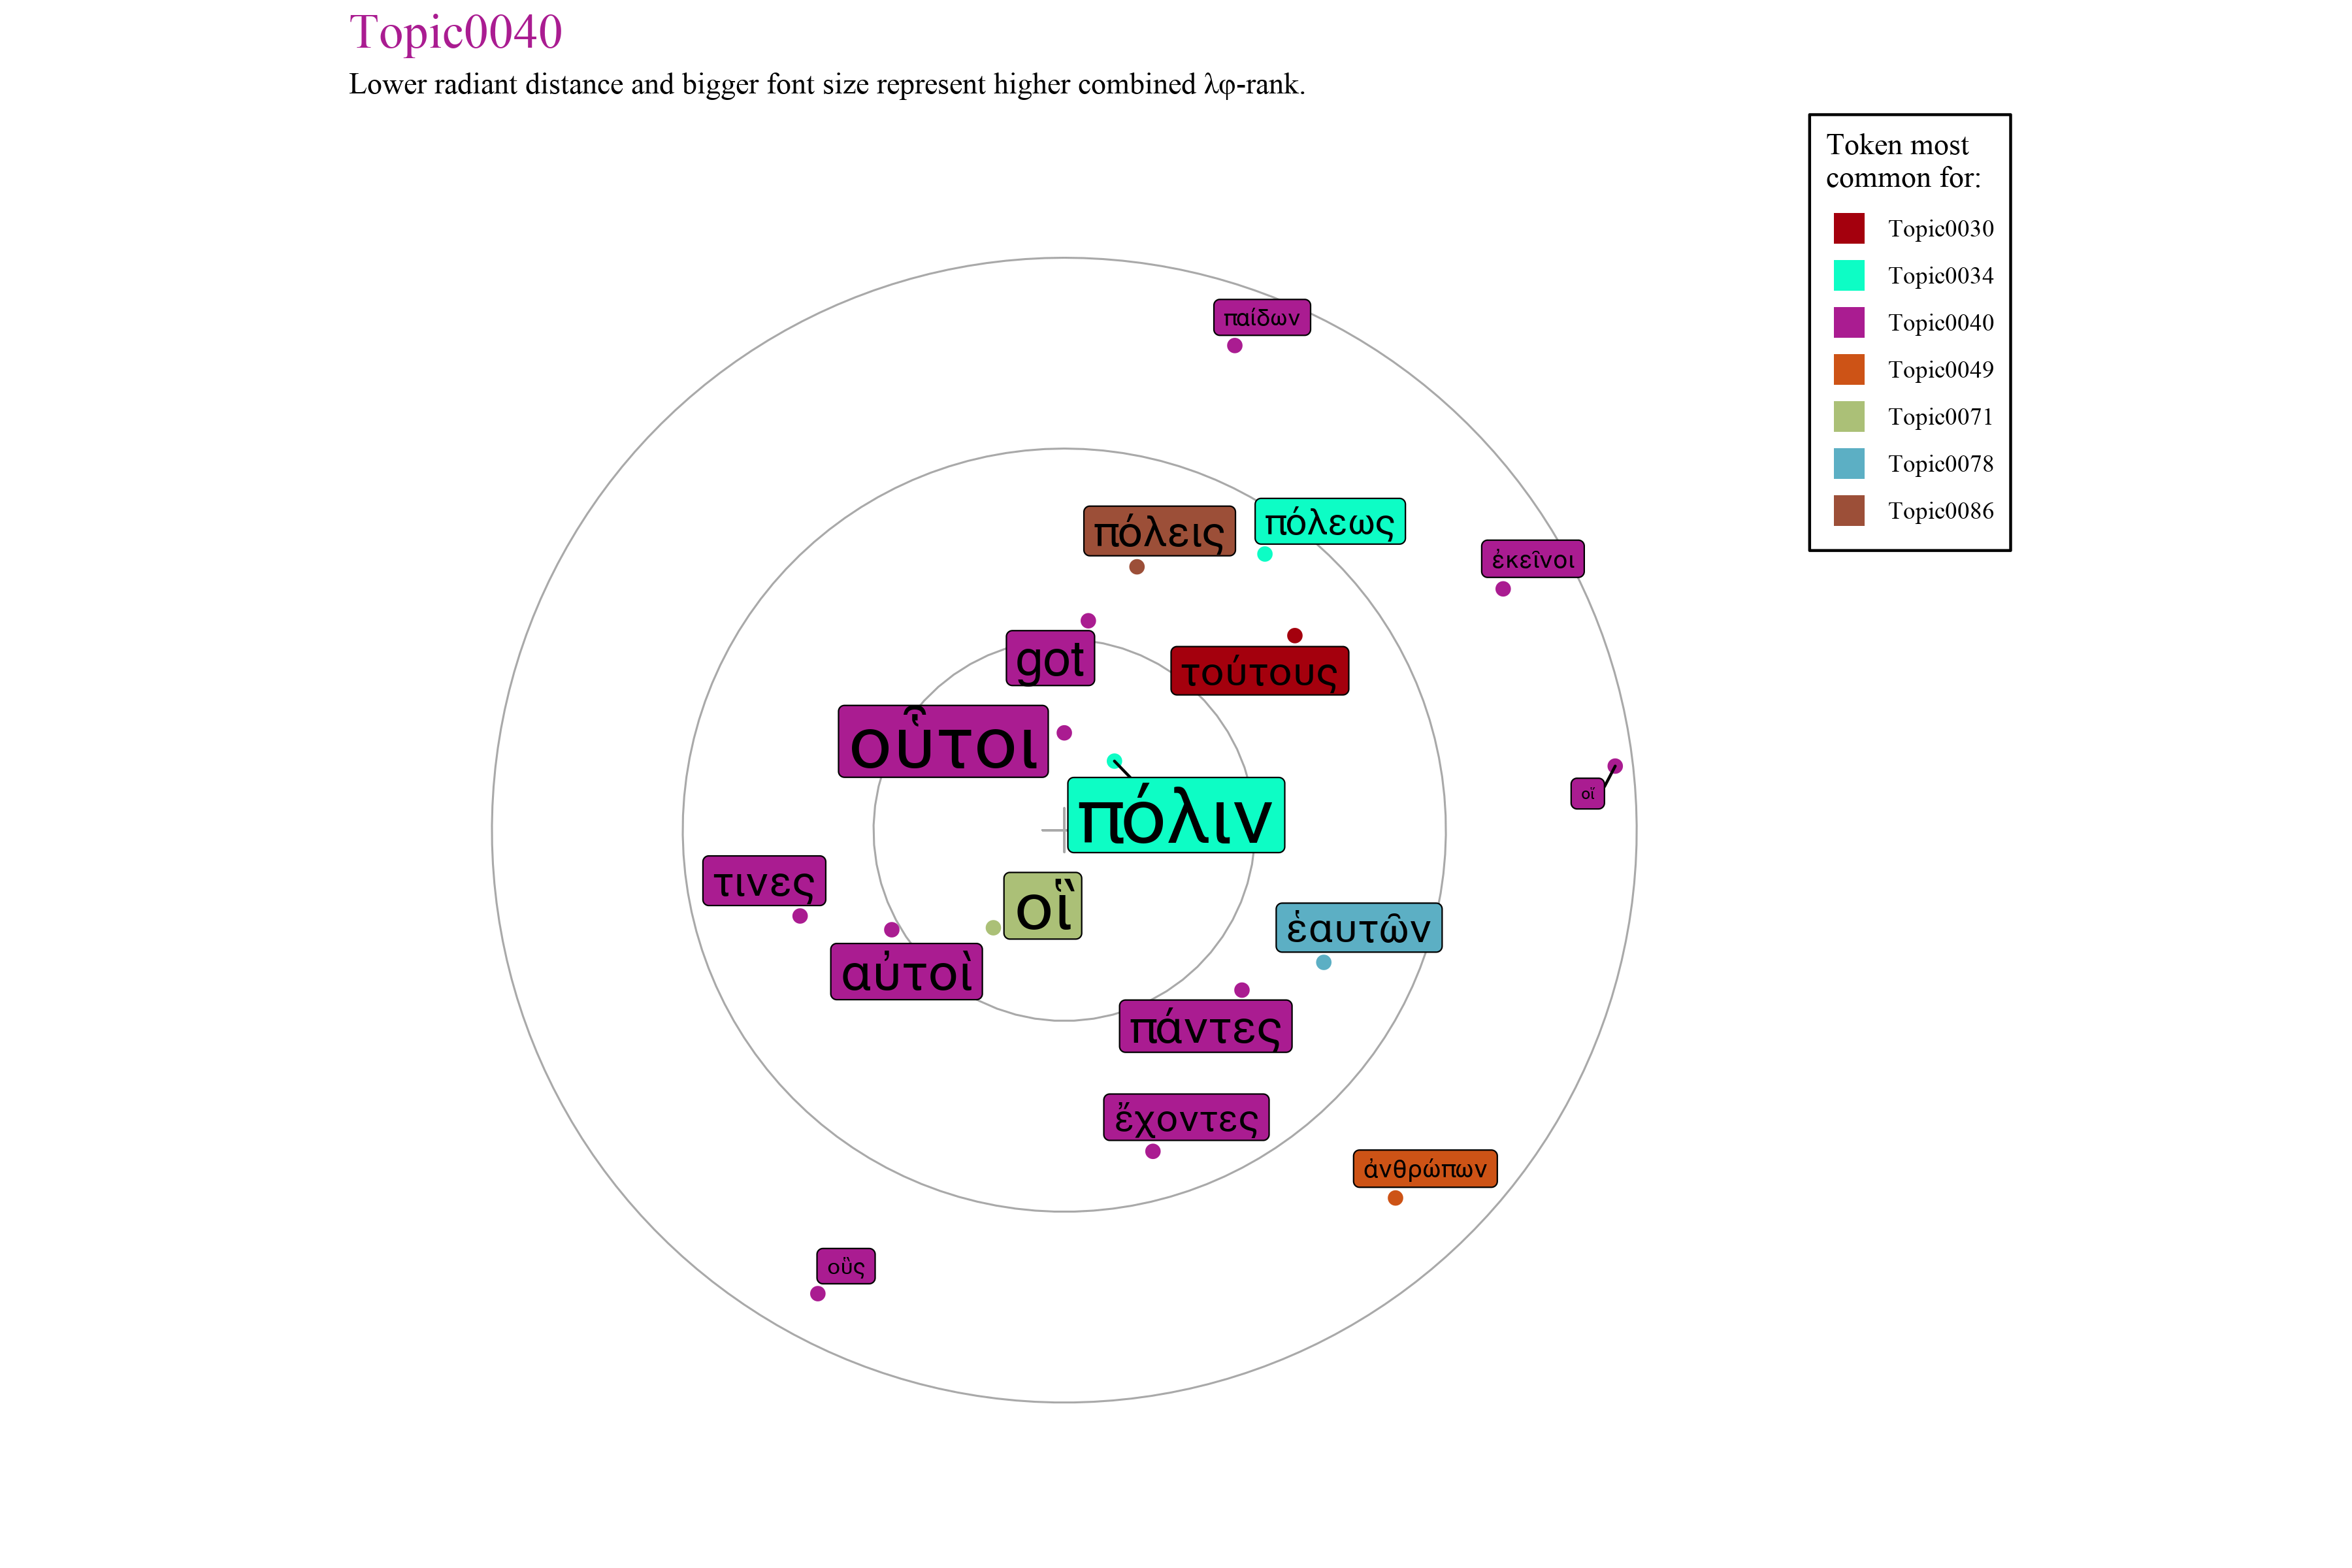 Topic0040
Lower radiant distance and bigger font size represent higher combined λφ-rank.
Token most
common for:
Topic0030
Topic0034
Topic0040
Topic0049
Topic0071
Topic0078
Topic0086
παίδων
πόλεις
πόλεως
ἐκεῖνοι
got
τούτους
οὗτοι
πόλιν
οἵ
τινες
οἳ
ἑαυτῶν
αὐτοὶ
πάντες
ἔχοντες
ἀνθρώπων
οὓς